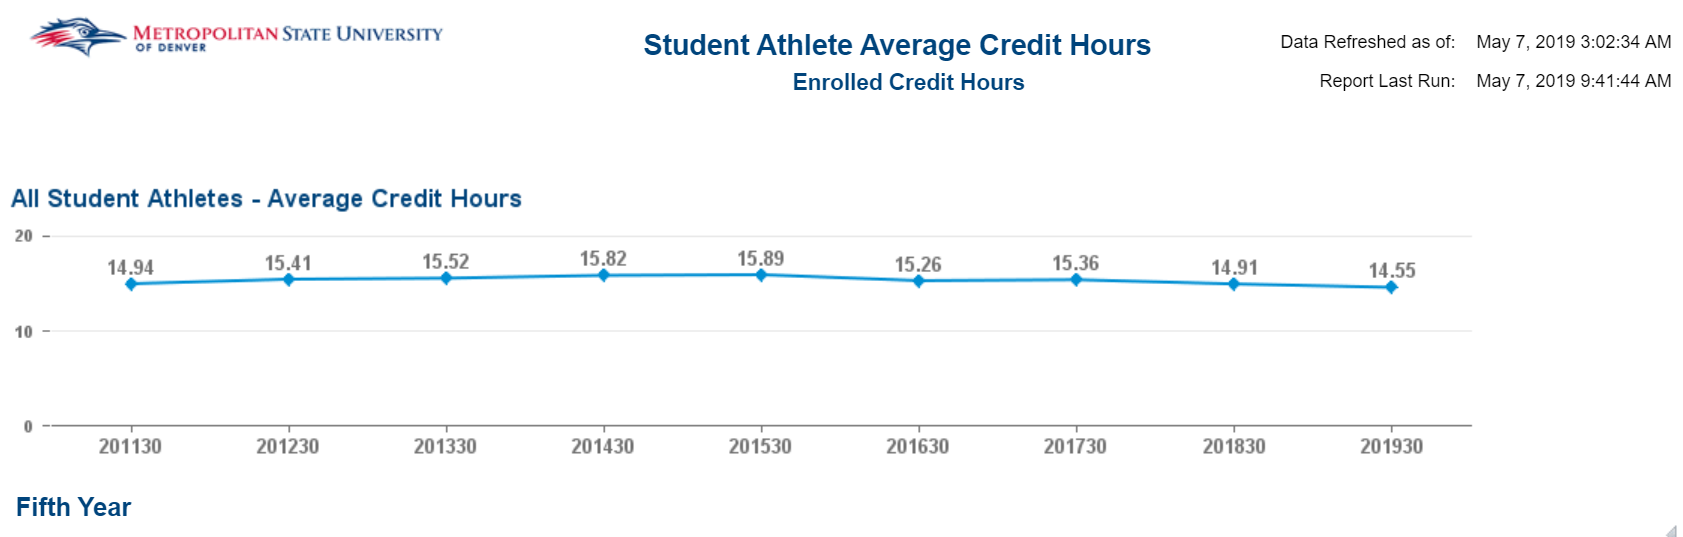 METROPOLITAN STATE UNIVERSITY
OF DENVER
Student Athlete Average Credit Hours
Enrolled Credit Hours
Data Refreshed as of: May 7, 2019 3:02:34 AM
Report Last Run: May 7, 2019 9:41:44 AM
All Student Athletes - Average Credit Hours
20
14.94 15.41 15.52 15.82 15.89 15.26 15.36 14.91 14.55
10
0
201130 201230 201330 201430 201530 201630 201730 201830 201930
Fifth Year